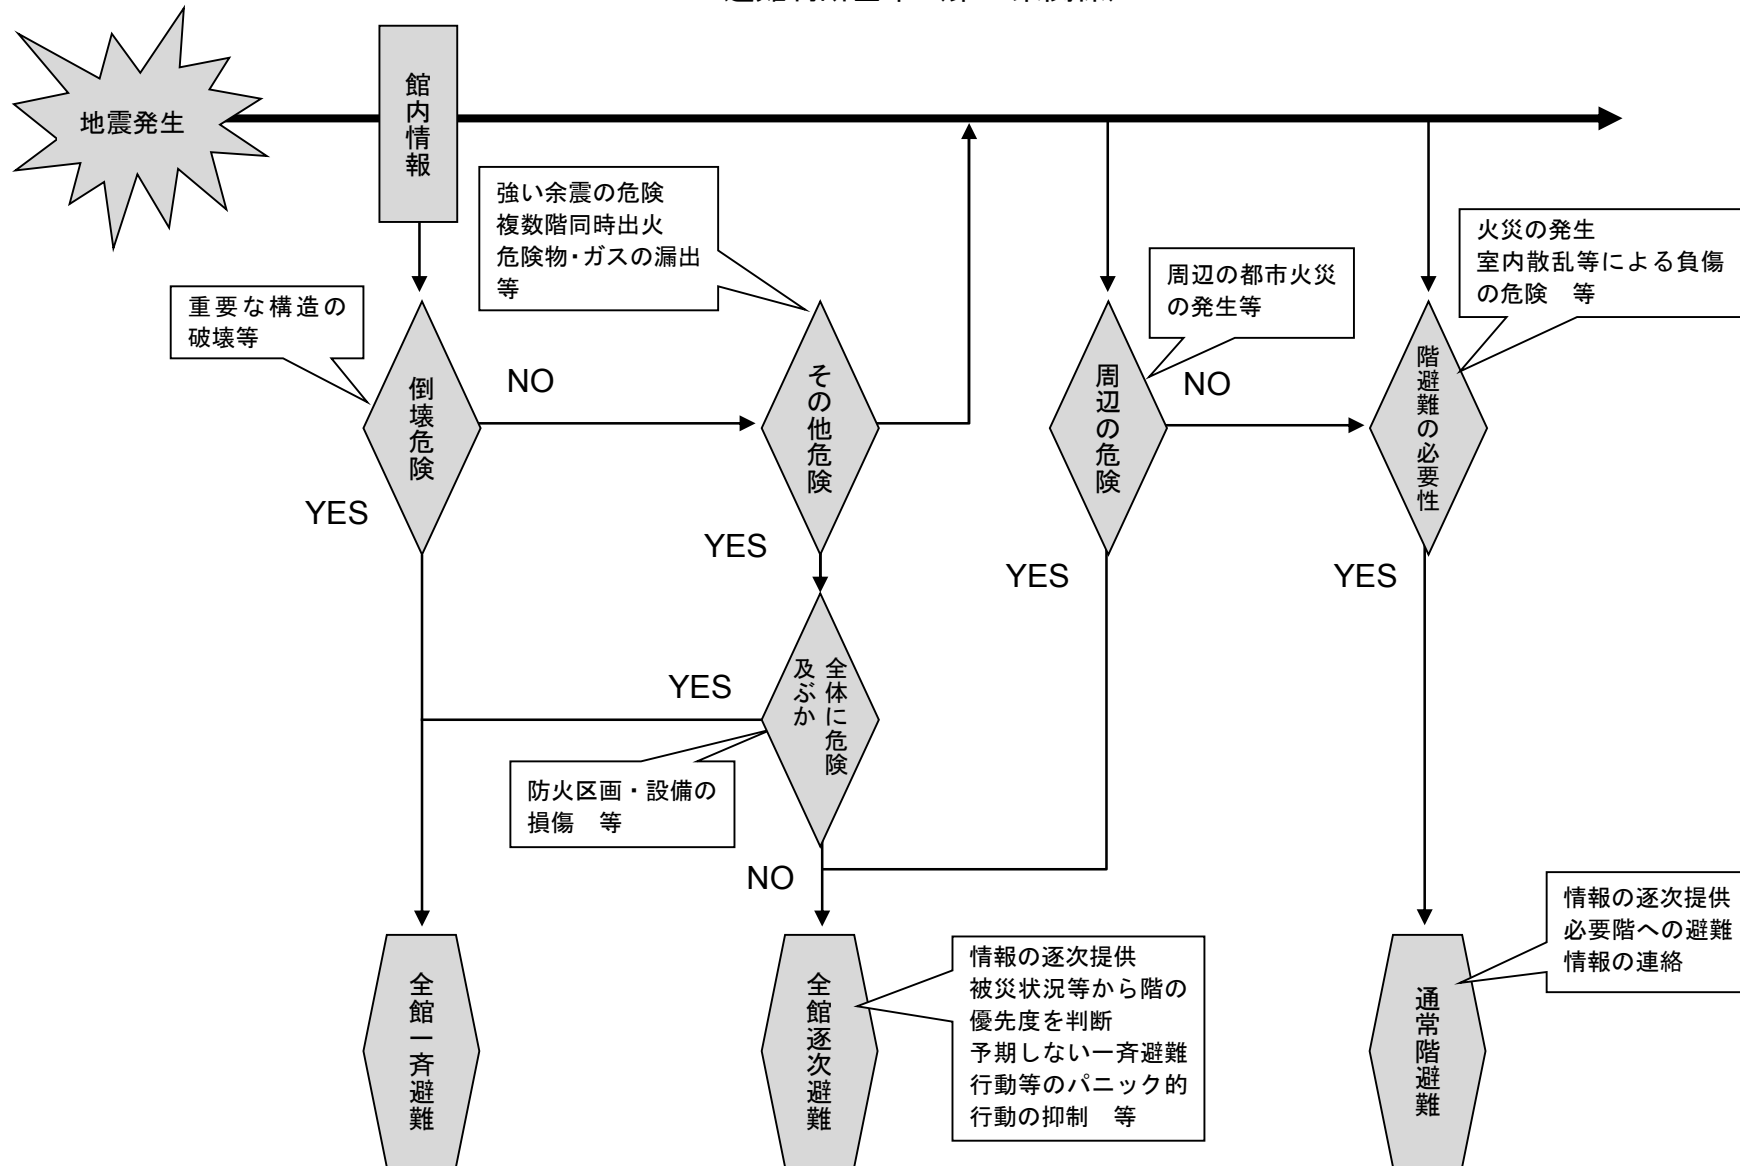 地震発生
館内情報
強い余震の危険
複数階同時出火
危険物・ガスの漏出
等
火災の発生
室内散乱等による負傷
の危険　等
周辺の都市火災
の発生等
重要な構造の
破壊等
倒壊危険
NO
その他危険
周辺の危険
NO
階避難の必要性
YES
YES
YES
YES
全体に危険
及ぶか
YES
防火区画・設備の
損傷　等
NO
情報の逐次提供
必要階への避難
情報の連絡
情報の逐次提供
被災状況等から階の
優先度を判断
予期しない一斉避難
行動等のパニック的
行動の抑制　等
全館一斉避難
全館逐次避難
通常階避難